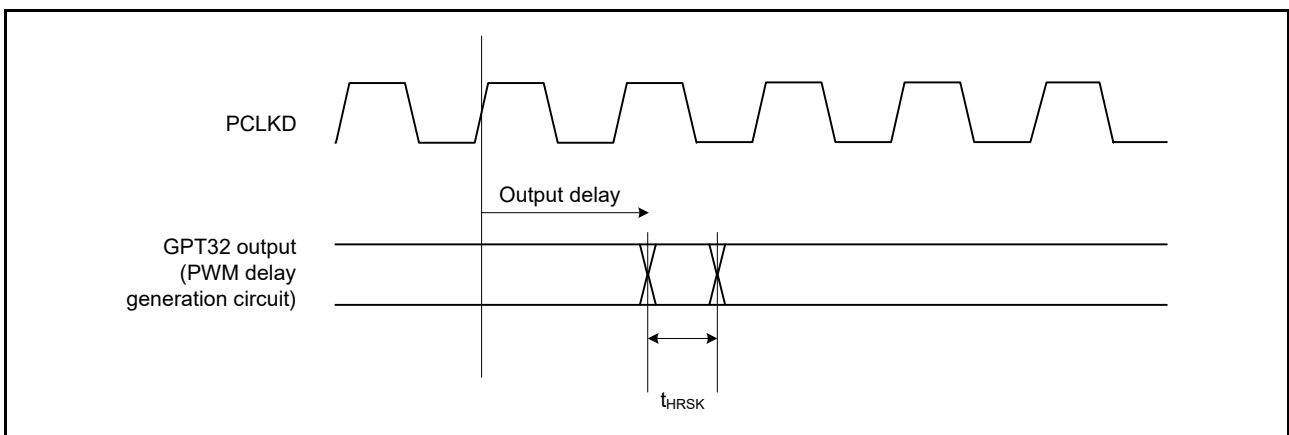 PCLKD
Output delay
GPT32 output
(PWM delay
generation circuit)
tHRSK